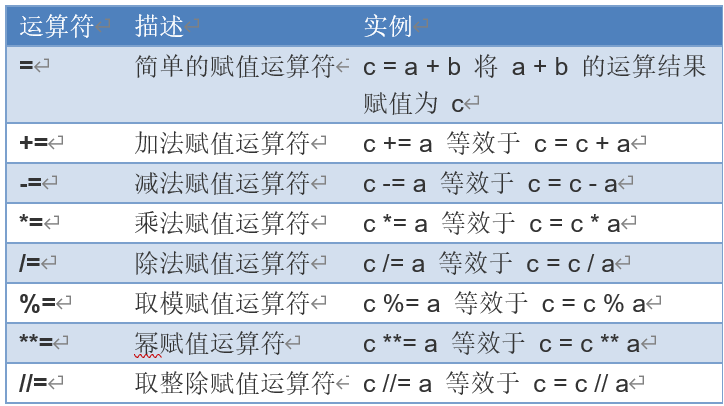 运算符 描述 实例
= 简单的赋值运算符 c = a + b 将 a + b 的运算结果
赋值为 c
+= 加法赋值运算符 c += a 等效于 c = c + a
-= 减法赋值运算符 c -= a 等效于 c = c - a
*= 乘法赋值运算符 c *= a 等效于 c = c * a
/= 除法赋值运算符 c /= a 等效于 c = c / a
%= 取模赋值运算符 c %= a 等效于 c = c % a
**= 幂赋值运算符 c **= a 等效于 c = c ** a
//= 取整除赋值运算符 c //= a 等效于 c = c // a